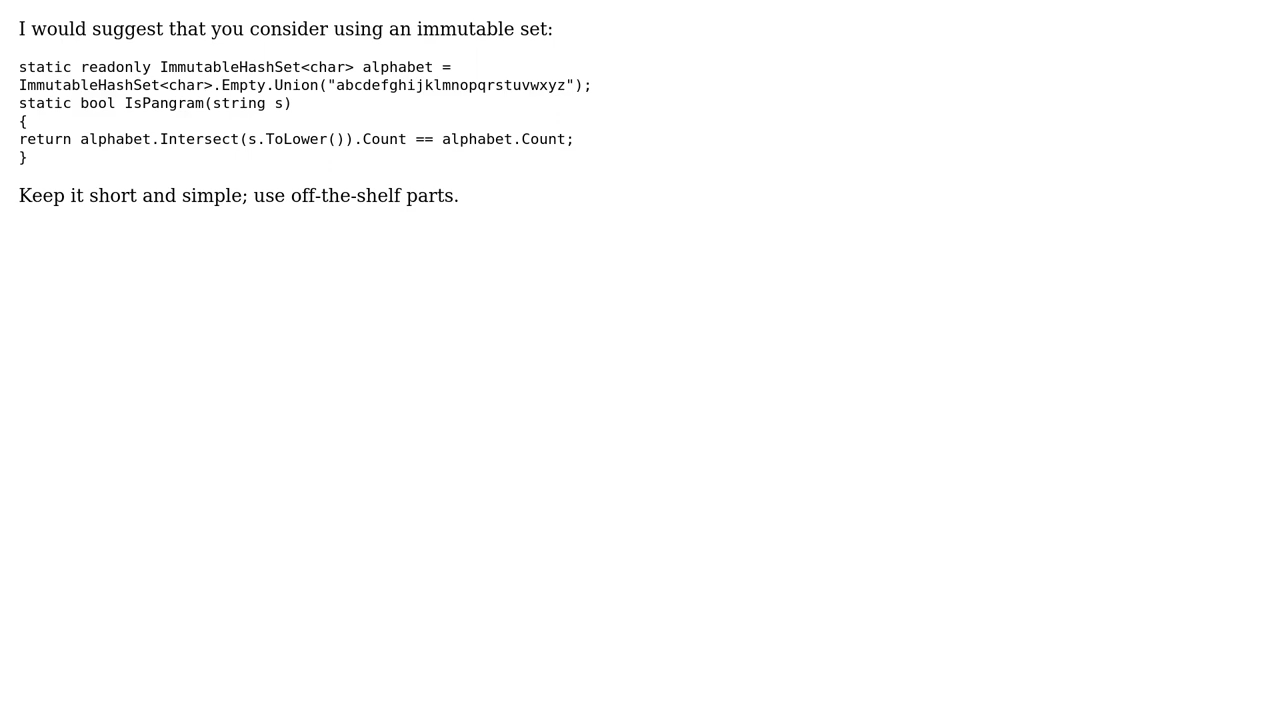 I would suggest that you consider using an immutable set:
static readonly ImmutableHashSet<char> alphabet =
ImmutableHashSet<char>.Empty.Union("abcdefghijklmnopqrstuvwxyz");
static bool IsPangram(string s)
{
return alphabet.Intersect(s.ToLower()).Count == alphabet.Count;
}
Keep it short and simple; use off-the-shelf parts.